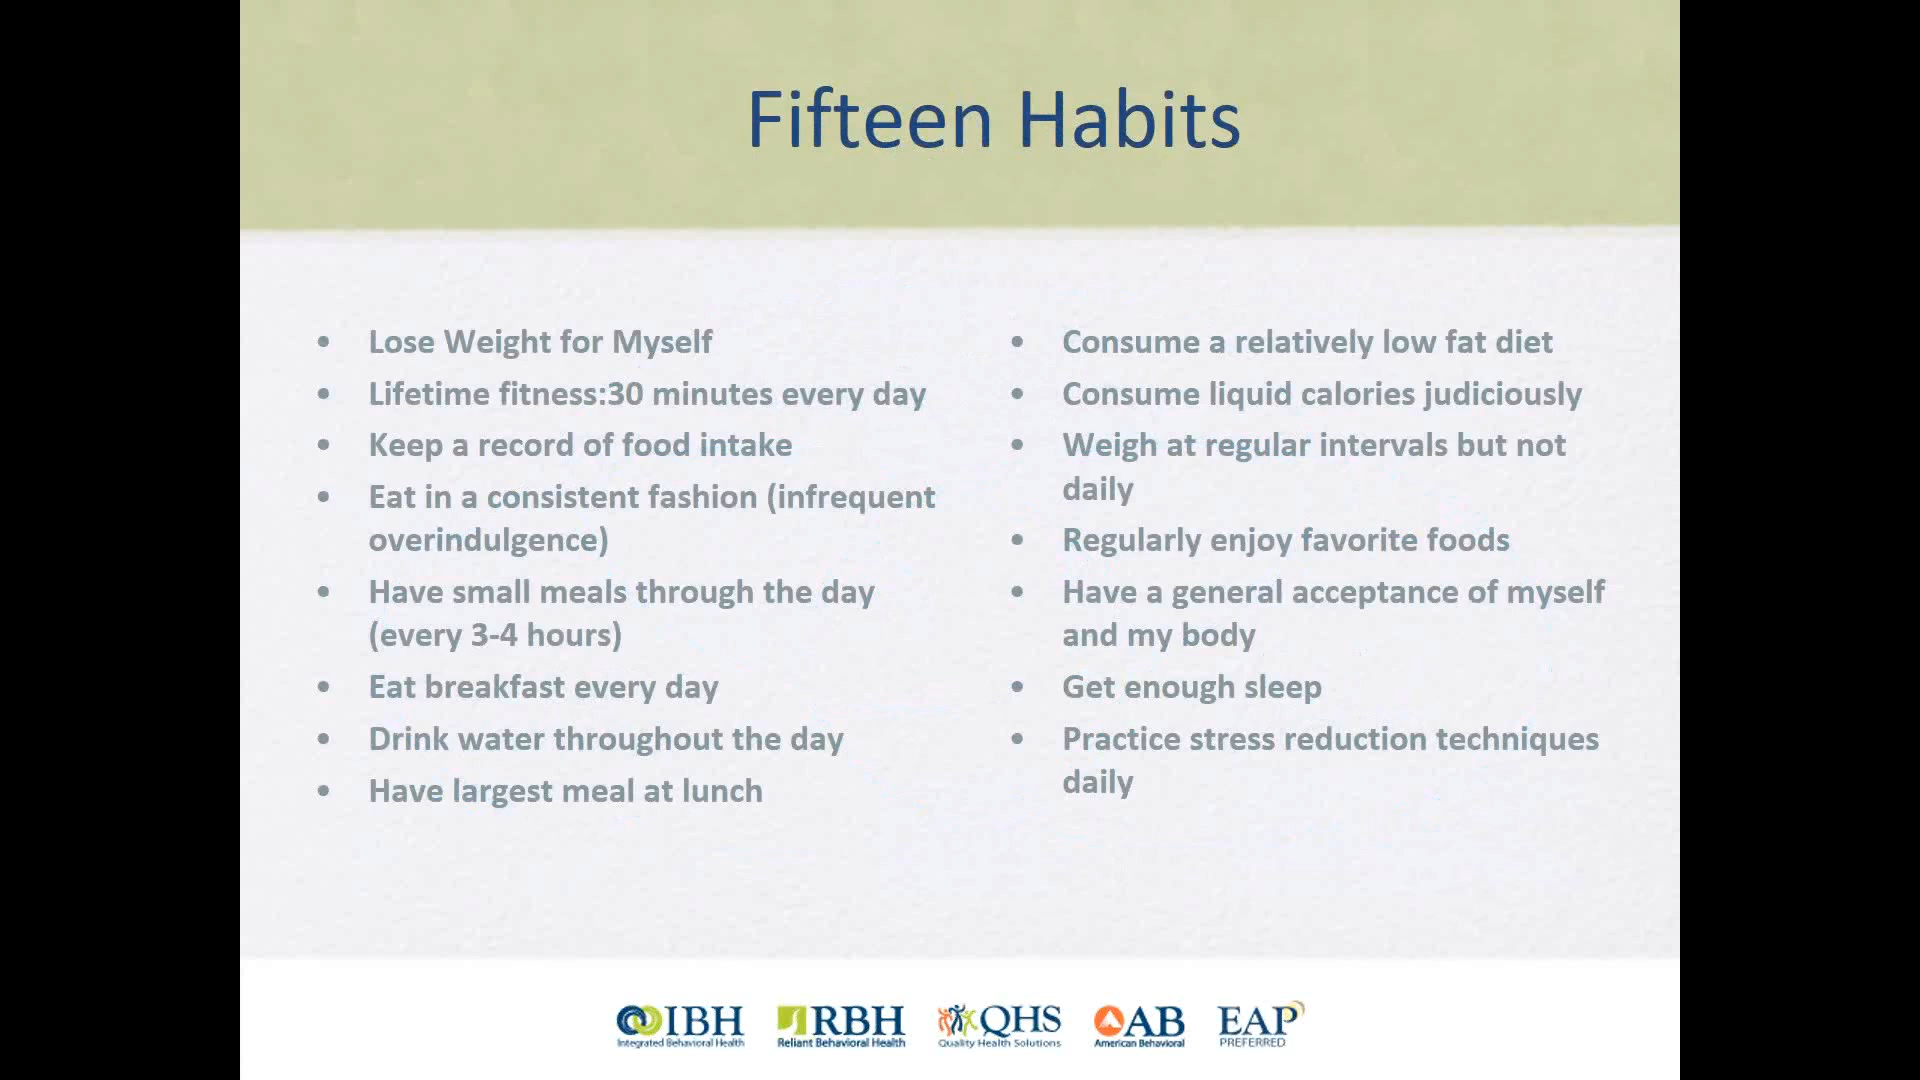 Fifteen Habits
• Lose Weight for Myself
• Lifetime fitness:30 minutes every day
• Keep a record of food intake
• Eat in a consistent fashion (infrequent
overindulgence)
• Have small meals through the day
(every 3-4 hours)
• Eat breakfast every day
• Drink water throughout the day
• Have largest meal at lunch
• Consume a relatively low fat diet
• Consume liquid calories judiciously
• Weigh at regular intervals but not
daily
• Regularly enjoy favorite foods
• Have a general acceptance of myself
and my body
• Get enough sleep
• Practice stress reduction techniques
daily
IBH
Integrated Behavioral Health
RBH
Reliant Behavioral Health
QHS
Quality Health Solutions
AB
American Behavioral
EAP
PREFERRED